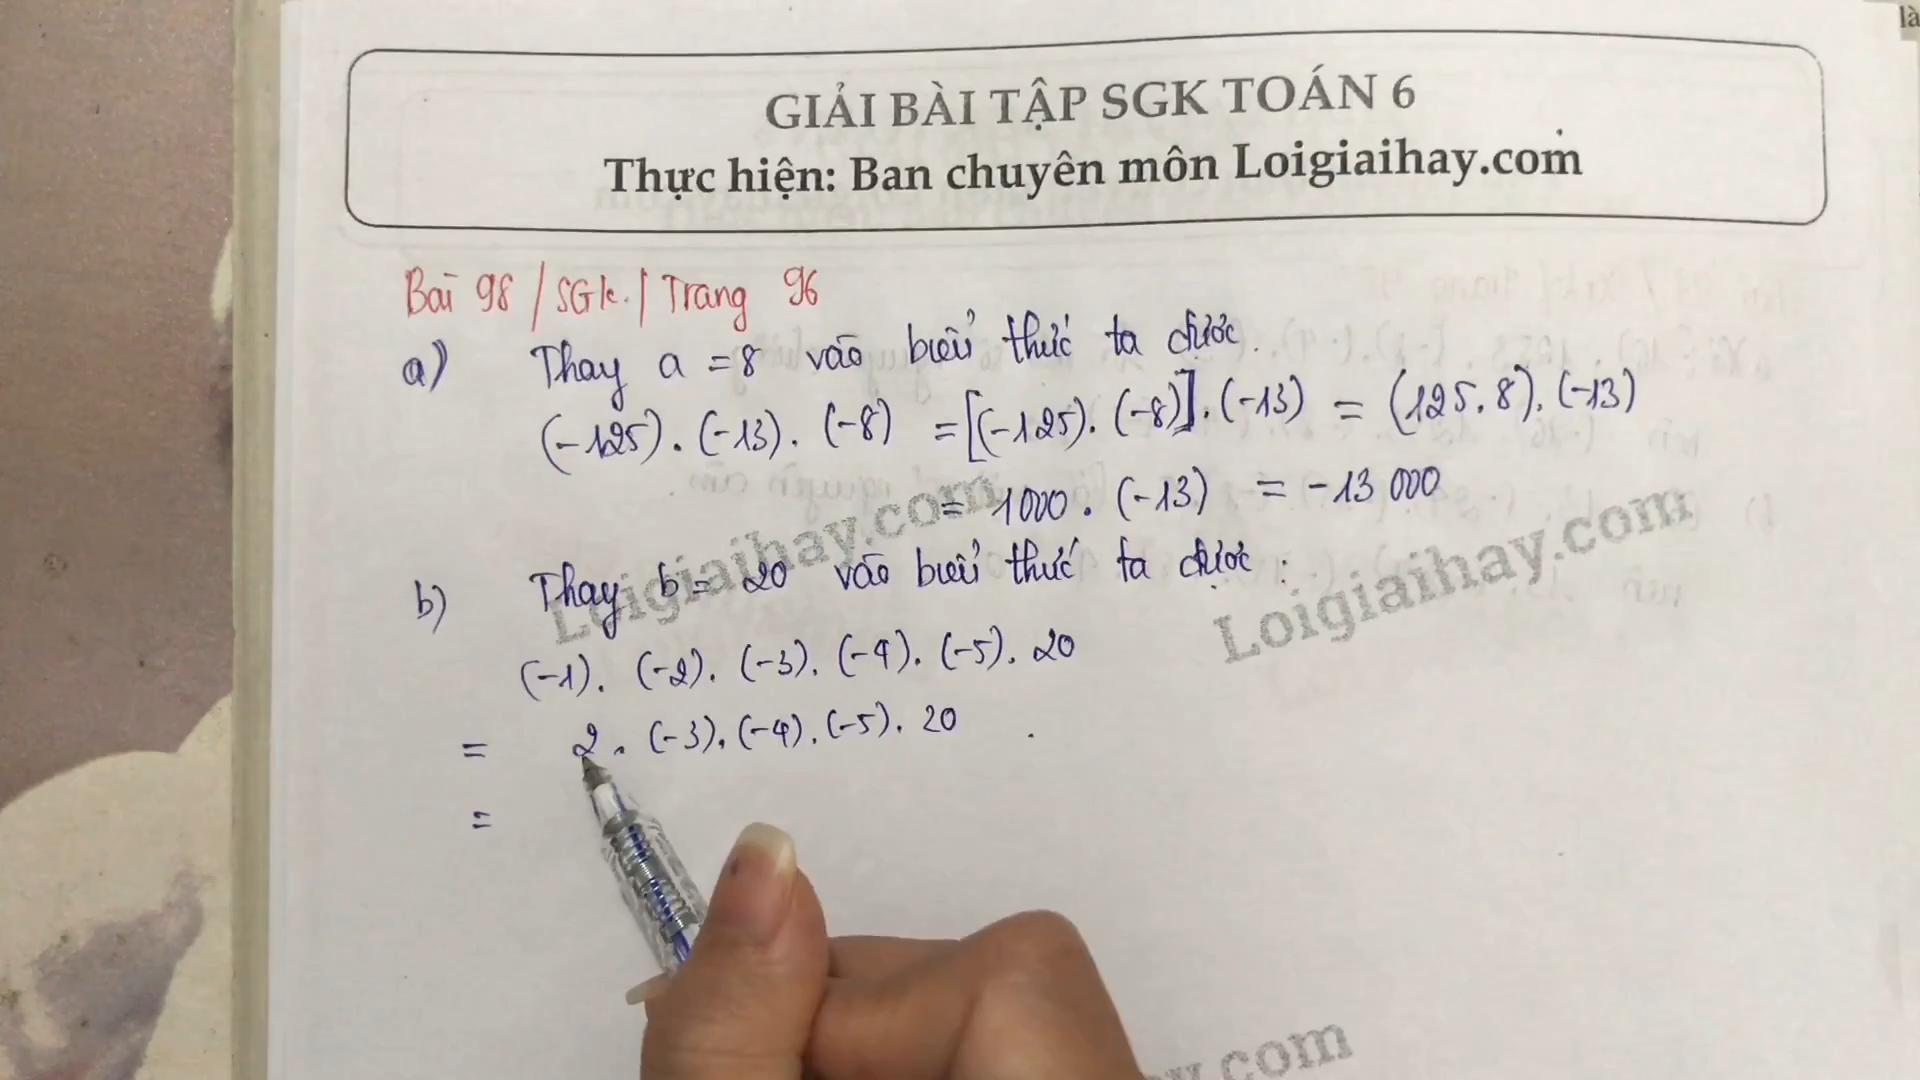 là
GIẢI BÀI TẬP SGK TOÁN 6
Thực hiện: Ban chuyên môn Loigiaihay.com
Bài 98 / SGK. / Trang 96
a) Thay a = 8 vào biểu thức ta được.
(-125). (-13). (-8) = [(-125). (-8)]. (-13) = (125. 8). (-13)
= 1000. (-13) = -13 000
b) Thay b = 20 vào biểu thức ta được :
(-1). (-2). (-3). (-4). (-5). 20
= 2. (-3). (-4). (-5). 20
=
Loigiaihay.com
Loigiaihay.com
y.com